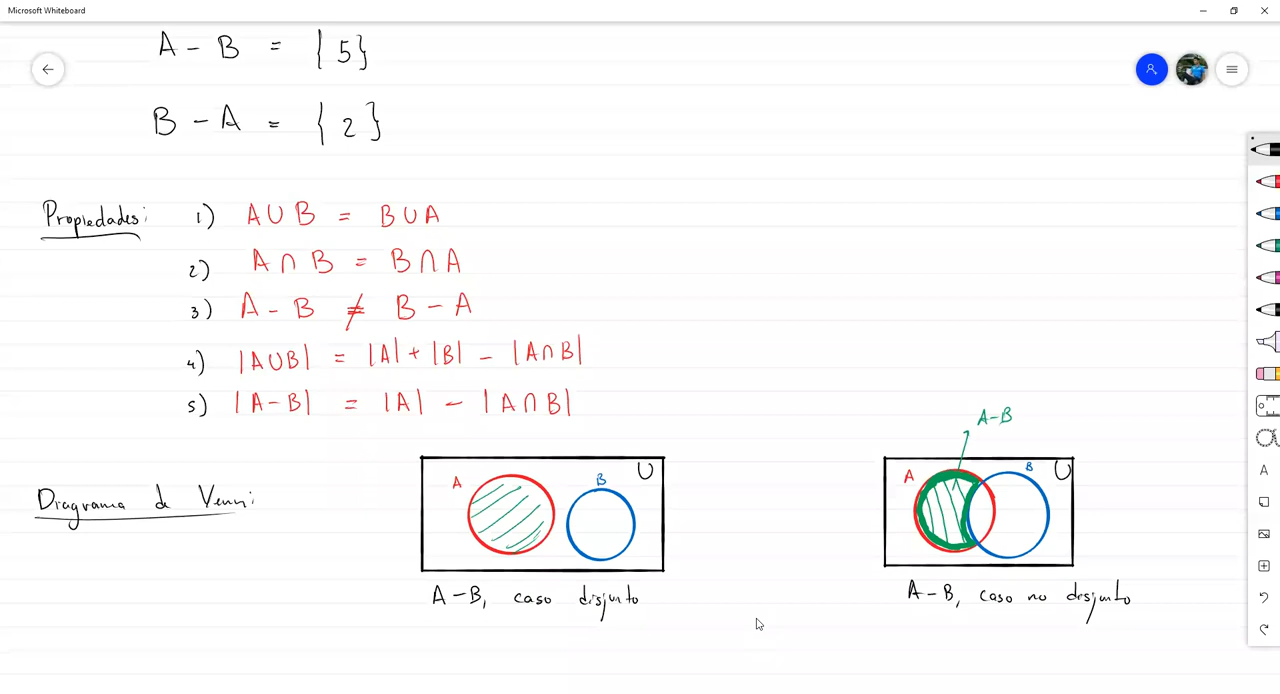 Microsoft Whiteboard
A - B = {5}
B - A = {2}
Propiedades:
1) A ∪ B = B ∪ A
2) A ∩ B = B ∩ A
3) A - B ≠ B - A
4) |A∪B| = |A| + |B| - |A∩B|
5) |A-B| = |A| - |A∩B|
Diagrama de Venn:
A
B
U
A-B, caso disjunto
A-B
A
B
U
A-B, caso no disjunto
A